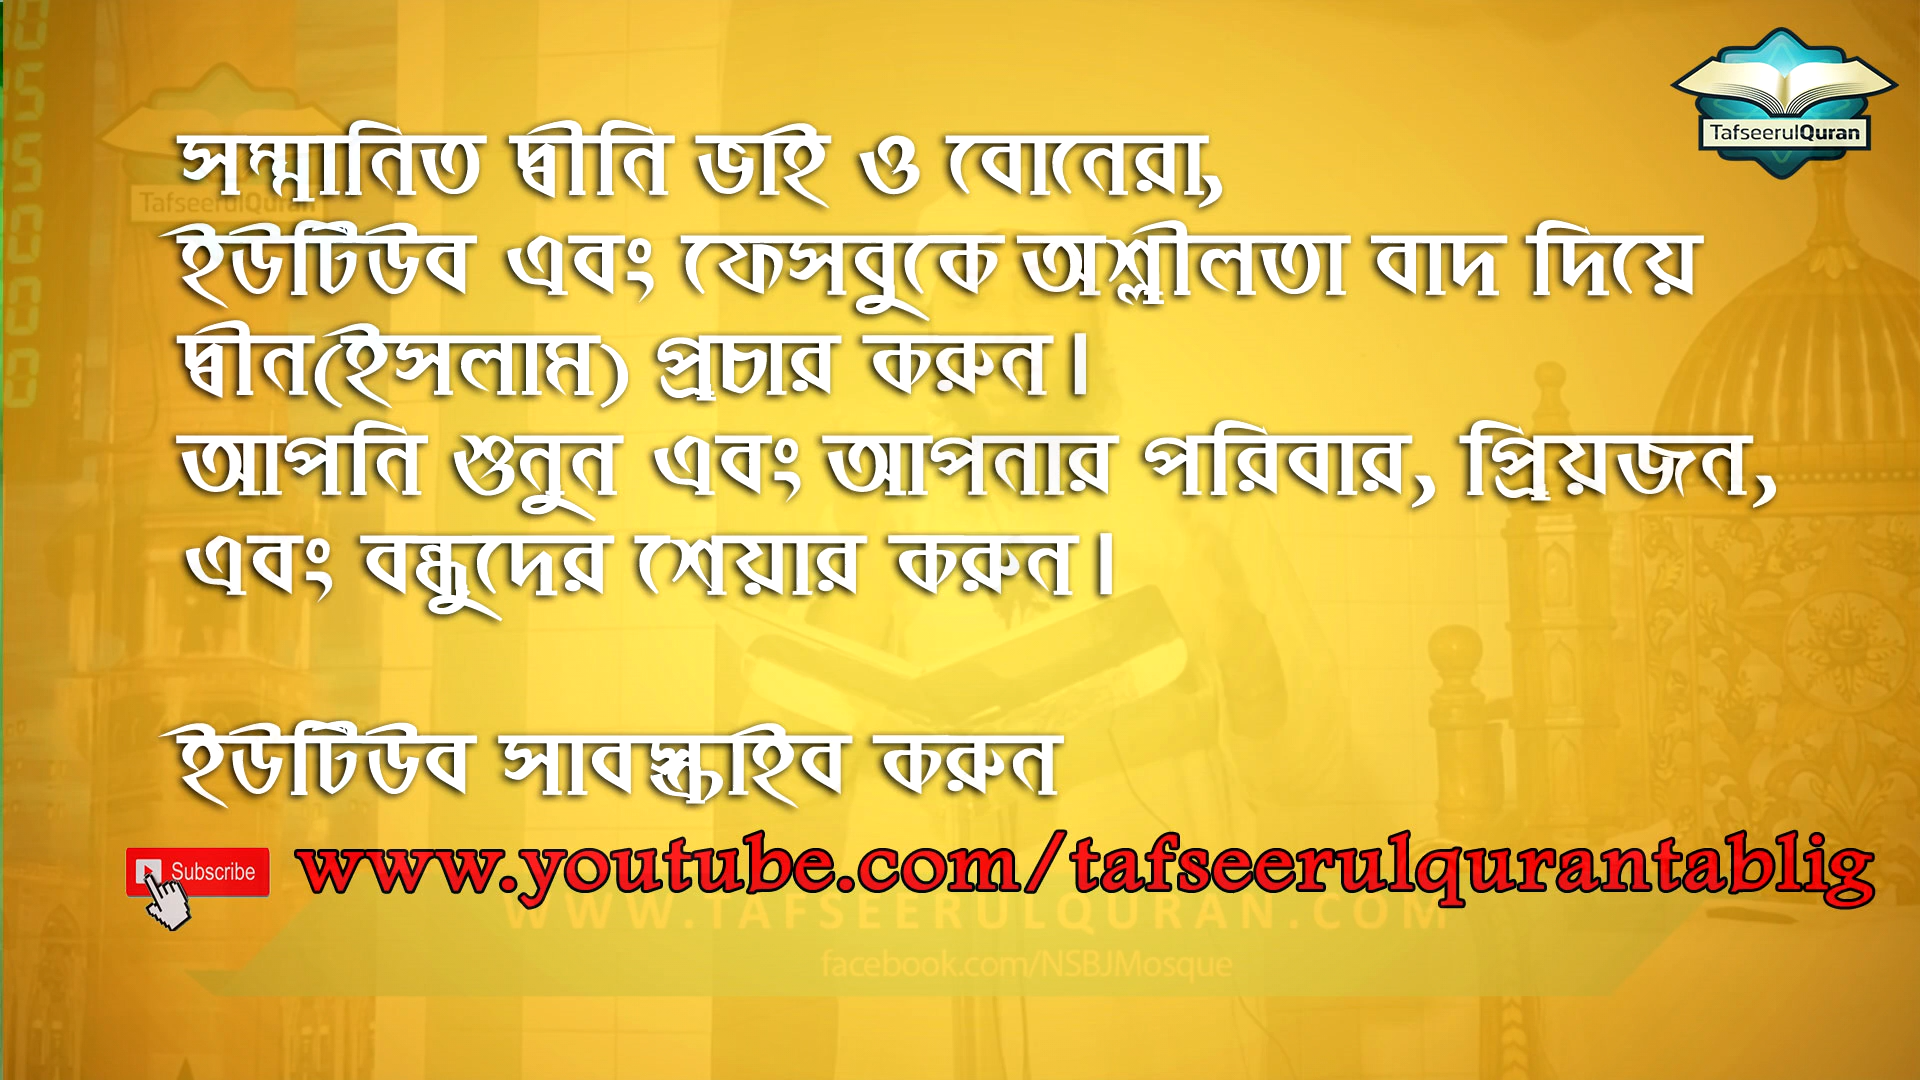 TafseerulQuran
TafseerulQuran
সম্মানিত দ্বীনি ভাই ও বোনেরা,
ইউটিউব এবং ফেসবুকে অশ্লীলতা বাদ দিয়ে
দ্বীন(ইসলাম) প্রচার করুন।
আপনি শুনুন এবং আপনার পরিবার, প্রিয়জন,
এবং বন্ধুদের শেয়ার করুন।
ইউটিউব সাবস্ক্রাইব করুন
Subscribe
www.youtube.com/tafseerulqurantablig
WWW.TAFSEERULQURAN.COM
facebook.com/NSBJMosque